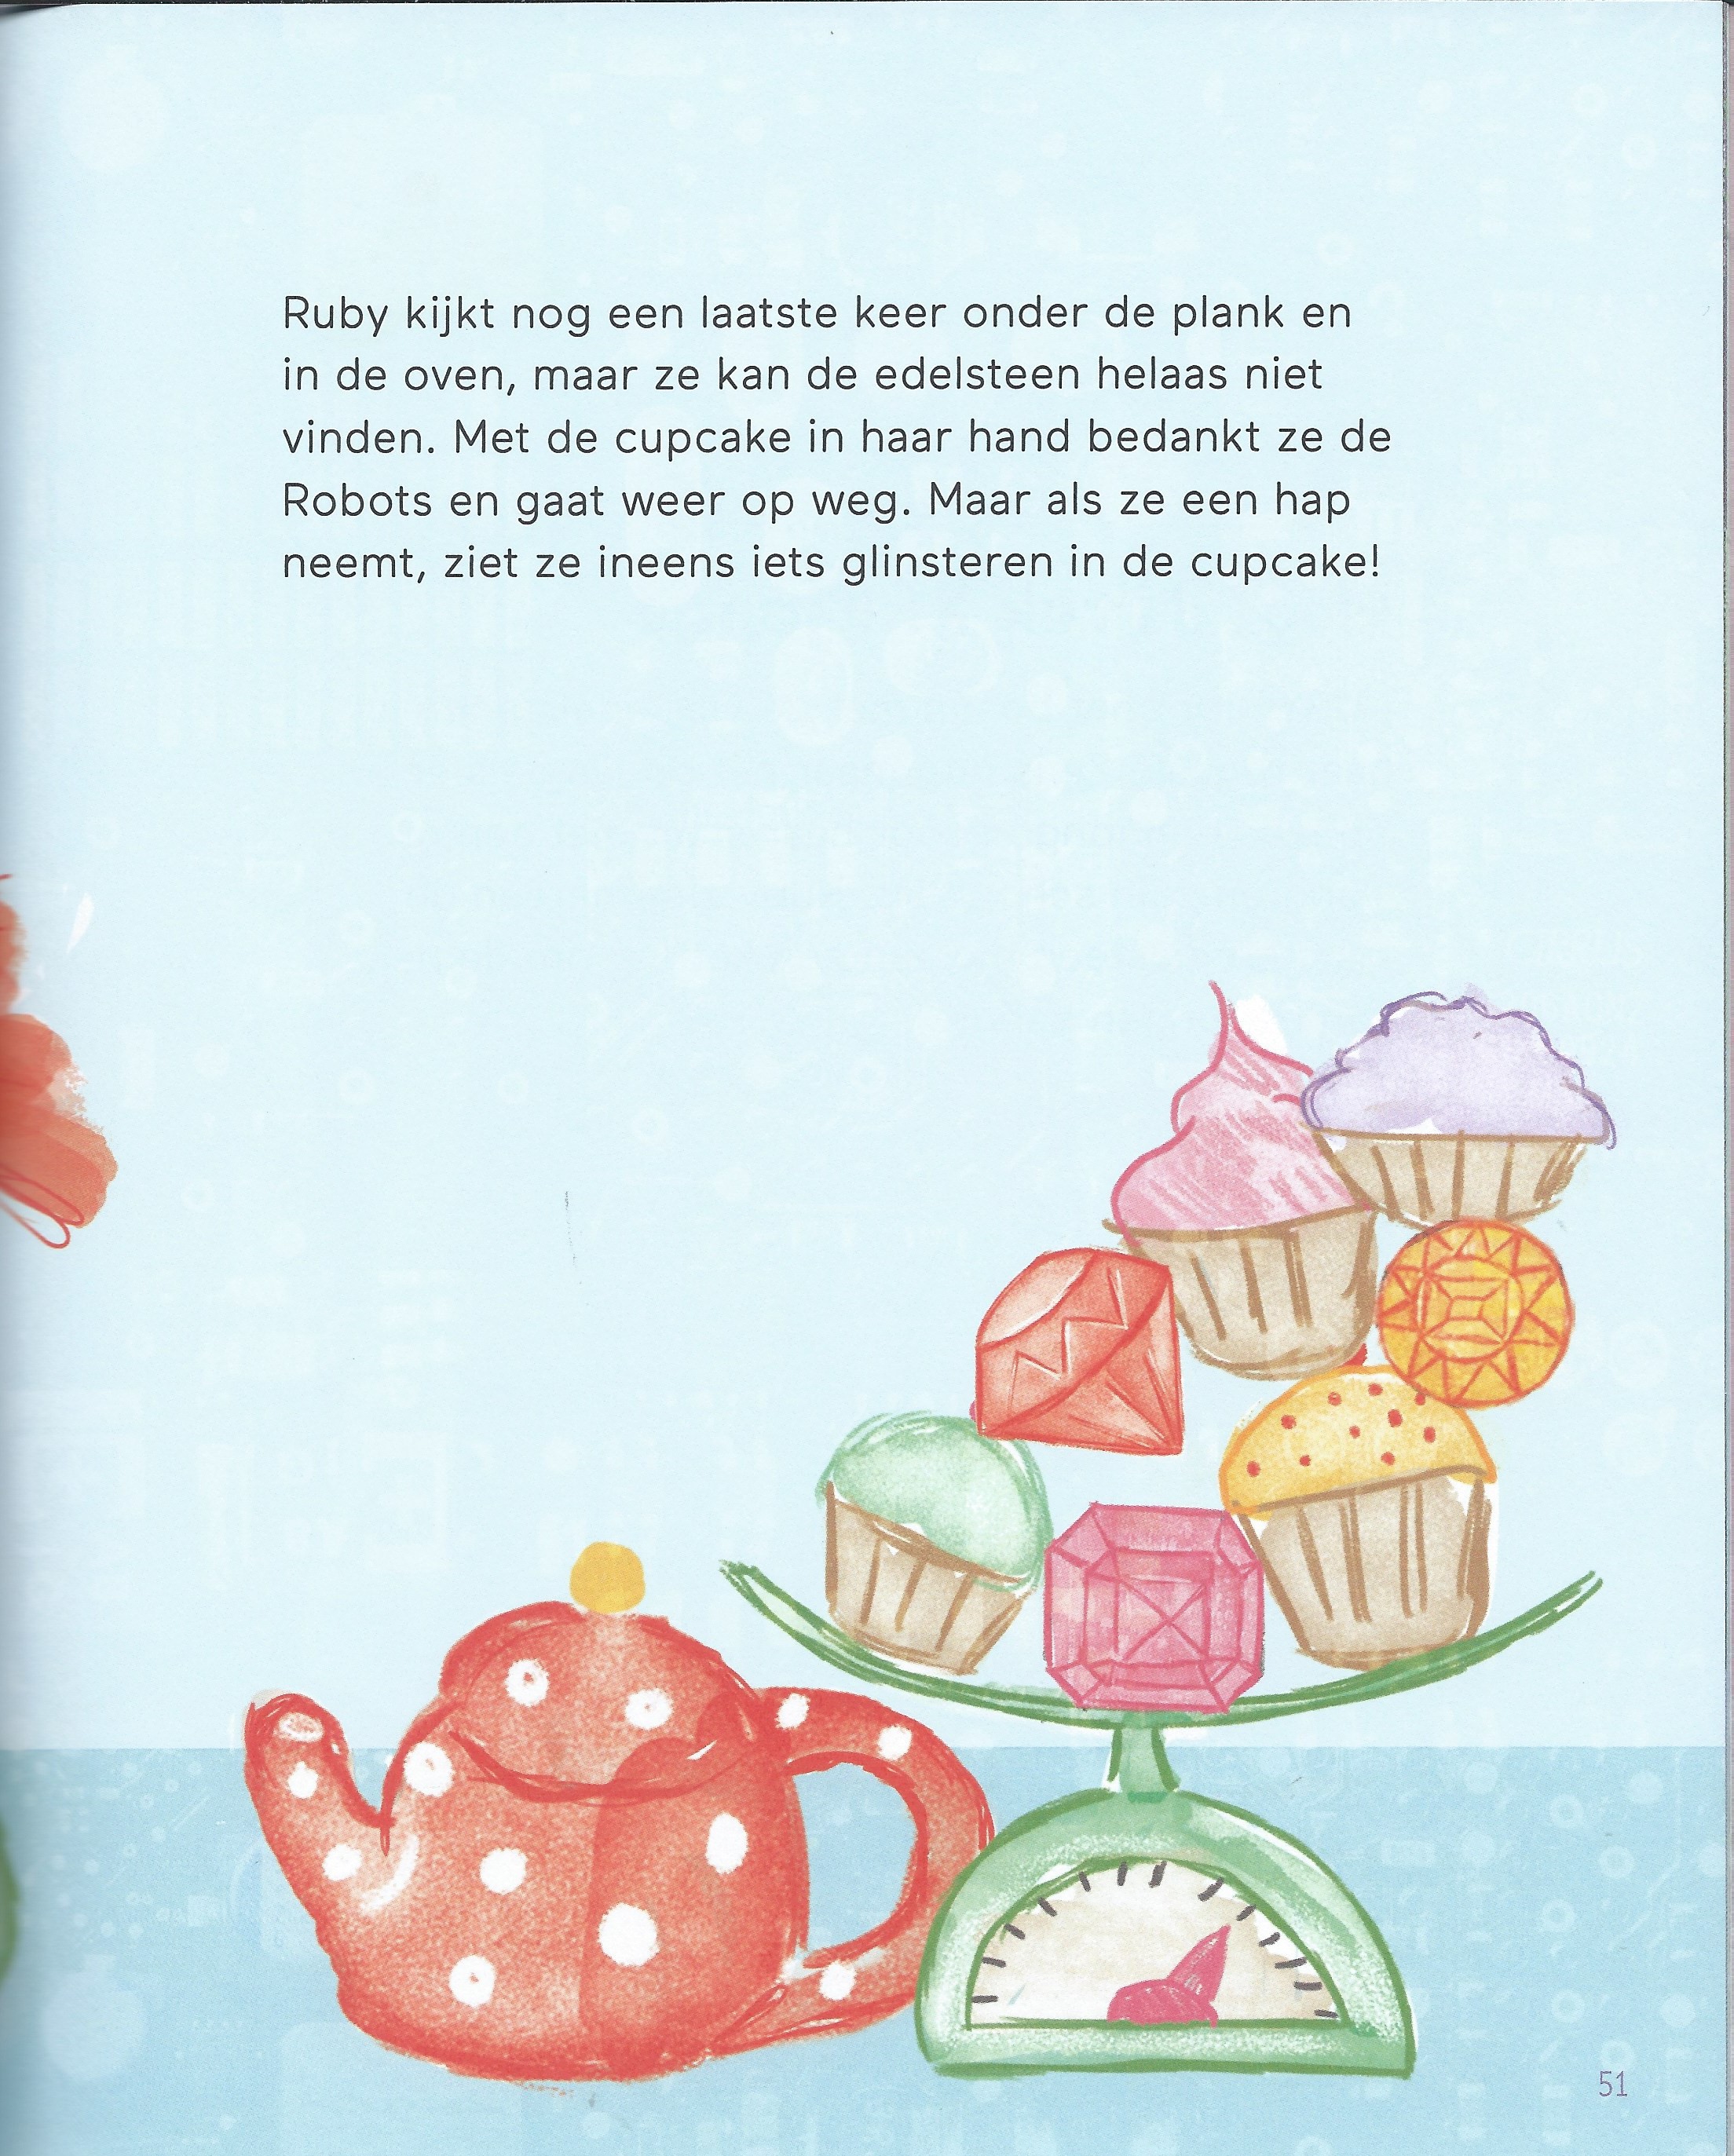 Ruby kijkt nog een laatste keer onder de plank en
in de oven, maar ze kan de edelsteen helaas niet
vinden. Met de cupcake in haar hand bedankt ze de
Robots en gaat weer op weg. Maar als ze een hap
neemt, ziet ze ineens iets glinsteren in de cupcake!
51